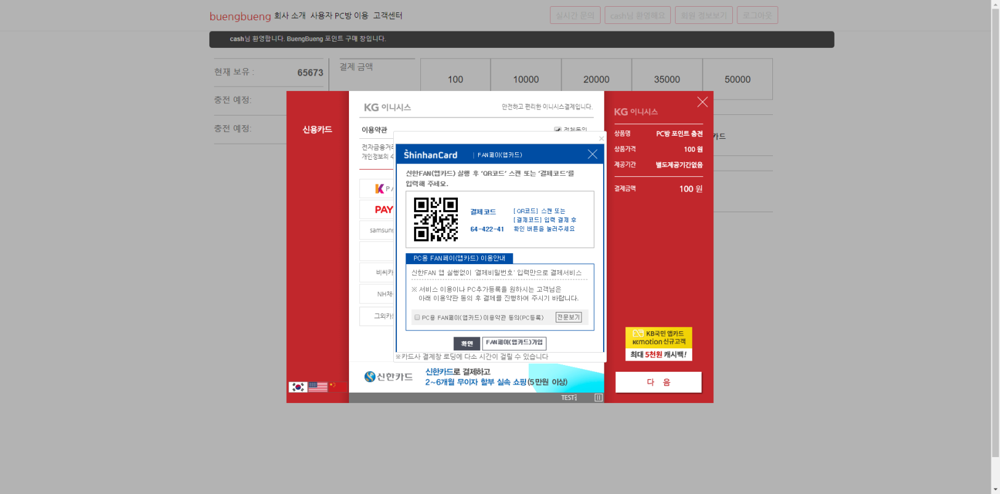 buengbueng 회사 소개 사용자 PC방 이용 고객센터
실시간 문의 cash님 환영해요 회원 정보보기 로그아웃
cash님 환영합니다. BuengBueng 포인트 구매 창입니다.
현재 보유 : 65673
결제 금액
100 10000 20000 35000 50000
충전 예정:
충전 예정:
카드
신용카드
KG 이니시스
안전하고 편리한 이니시스결제입니다.
이용약관
전체동의
전자금융거래
개인정보의 수
K PA
PAY
samsung
비씨카
NH채
그외카드
×
ShinhanCard | FAN페이(앱카드)
신한FAN(앱카드) 실행 후 'QR코드' 스캔 또는 '결제코드'를
입력해 주세요.
결제코드
64-422-41
[QR코드] 스캔 또는
[결제코드] 입력 결제 후
확인 버튼을 눌러주세요
PC용 FAN페이(앱카드) 이용안내
신한FAN 앱 실행없이 '결제비밀번호' 입력만으로 결제서비스
※ 서비스 이용이나 PC추가등록을 원하시는 고객님은
아래 이용약관 동의 후 결제를 진행하여 주시기 바랍니다.
PC용 FAN페이(앱카드)이용약관 동의(PC등록) 전문보기
확인 FAN페이(앱카드)가입
※카드사 결제창 로딩에 다소 시간이 걸릴 수 있습니다
신한카드
신한카드로 결제하고
2~6개월 무이자 할부 실속 쇼핑(5만원 이상)
KG 이니시스
상품명 PC방 포인트 충전
상품가격 100 원
제공기간 별도제공기간없음
결제금액 100 원
KB국민 앱카드
K-motion 신규고객
최대 5천원 캐시백!
다 음